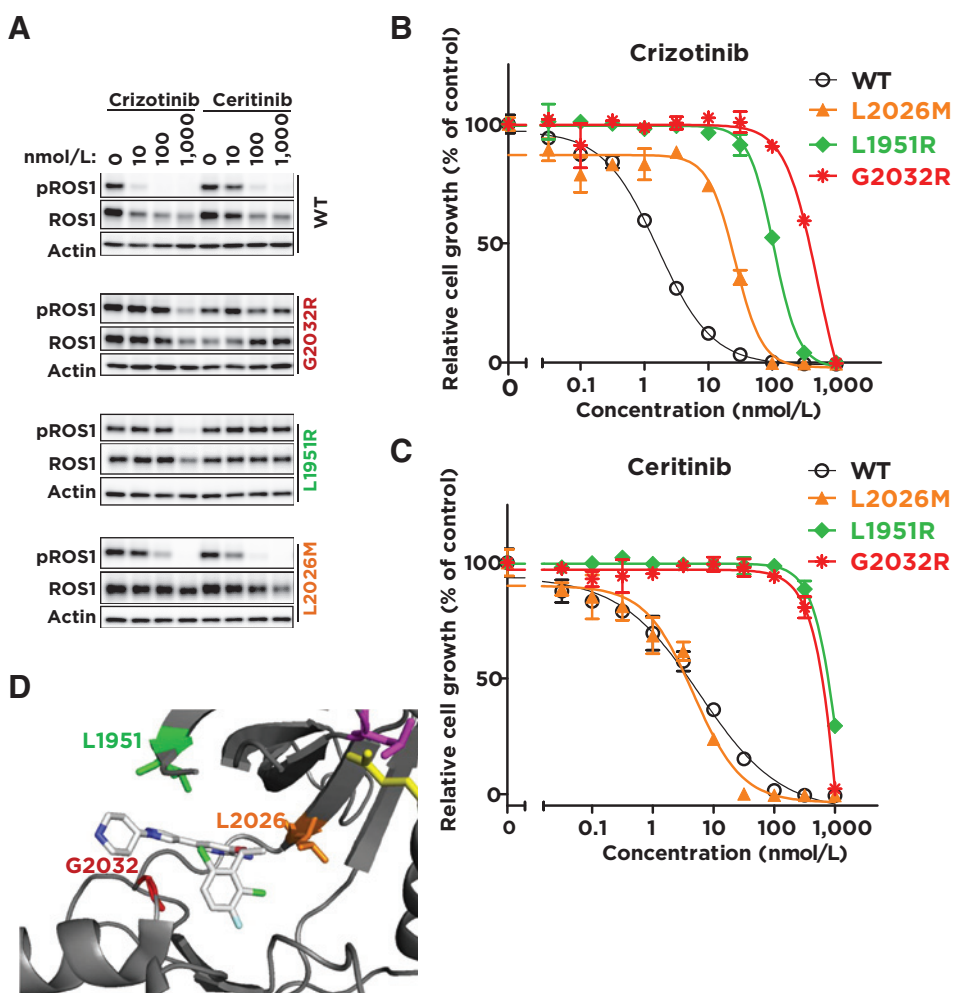 A
Crizotinib Ceritinib
nmol/L: 0 10 100 1,000 0 10 100 1,000
pROS1
ROS1
Actin
WT
pROS1
ROS1
Actin
G2032R
pROS1
ROS1
Actin
L1951R
pROS1
ROS1
Actin
L2026M
B
Crizotinib
Relative cell growth (% of control)
100
50
0
0 0.1 1 10 100 1,000
Concentration (nmol/L)
WT
L2026M
L1951R
G2032R
C
Ceritinib
Relative cell growth (% of control)
100
50
0
0 0.1 1 10 100 1,000
Concentration (nmol/L)
WT
L2026M
L1951R
G2032R
D
L1951
L2026
G2032